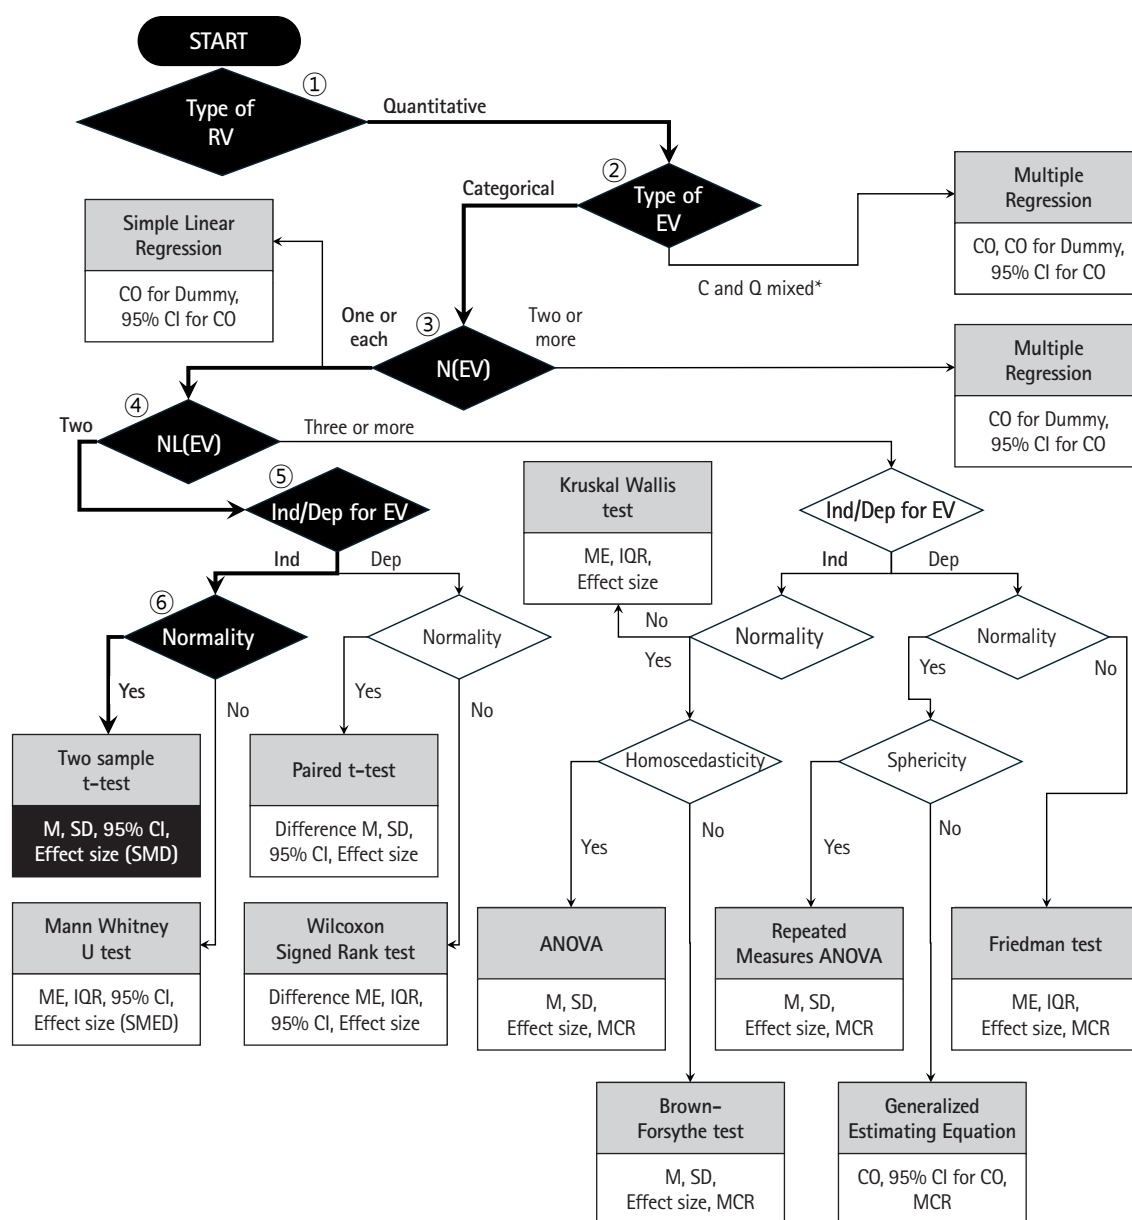 START
①
Type of
RV
Quantitative
②
Type of
EV
Categorical
C and Q mixed*
Multiple
Regression
CO, CO for Dummy,
95% CI for CO
Simple Linear
Regression
CO for Dummy,
95% CI for CO
One or
each
③
N(EV)
Two or
more
Multiple
Regression
CO for Dummy,
95% CI for CO
④
NL(EV)
Two
Three or more
⑤
Ind/Dep for EV
Ind
Dep
Kruskal Wallis
test
ME, IQR,
Effect size
Ind/Dep for EV
Ind
Dep
⑥
Normality
Yes
No
Normality
Yes
No
No
Yes
Normality
Normality
Yes
No
Two sample
t-test
M, SD, 95% CI,
Effect size (SMD)
Paired t-test
Difference M, SD,
95% CI, Effect size
Homoscedasticity
Yes
No
Sphericity
Yes
No
Mann Whitney
U test
ME, IQR, 95% CI,
Effect size (SMED)
Wilcoxon
Signed Rank test
Difference ME, IQR,
95% CI, Effect size
ANOVA
M, SD,
Effect size, MCR
Repeated
Measures ANOVA
M, SD,
Effect size, MCR
Friedman test
ME, IQR,
Effect size, MCR
Brown-
Forsythe test
M, SD,
Effect size, MCR
Generalized
Estimating Equation
CO, 95% CI for CO,
MCR